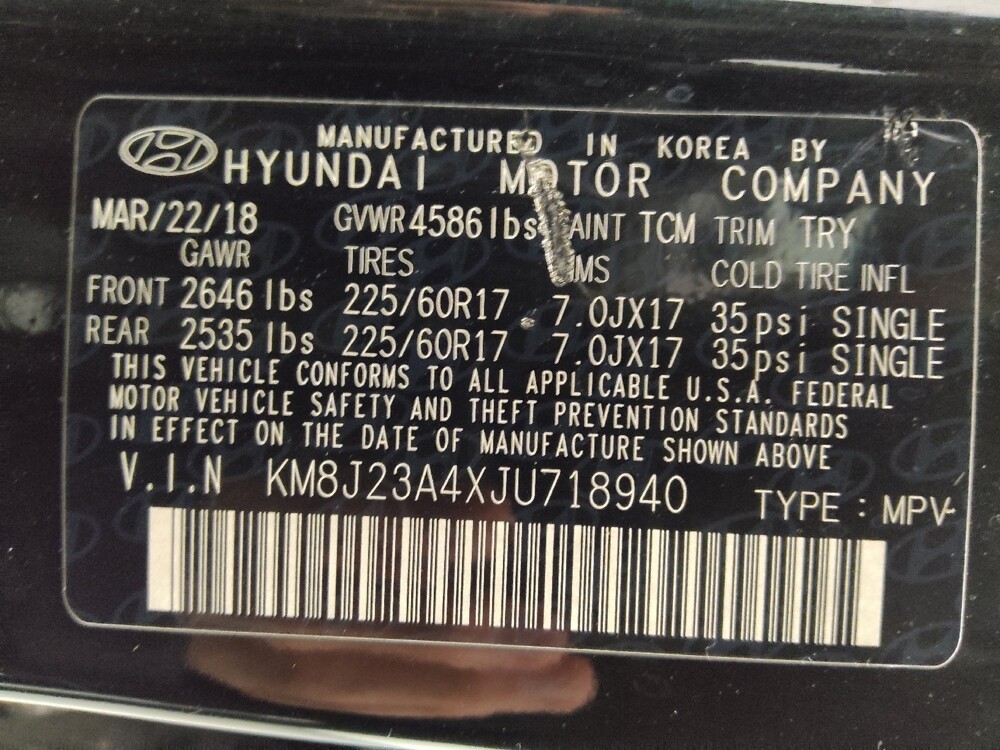 MANUFACTURED IN KOREA BY
HYUNDAI MOTOR COMPANY
MAR/22/18 GVWR 4586 lbs PAINT TCM TRIM TRY
GAWR TIRES RIMS COLD TIRE INFL
FRONT 2646 lbs 225/60R17 7.0JX17 35psi SINGLE
REAR 2535 lbs 225/60R17 7.0JX17 35psi SINGLE
THIS VEHICLE CONFORMS TO ALL APPLICABLE U.S.A. FEDERAL
MOTOR VEHICLE SAFETY AND THEFT PREVENTION STANDARDS
IN EFFECT ON THE DATE OF MANUFACTURE SHOWN ABOVE
V.I.N KM8J23A4XJU718940 TYPE : MPV